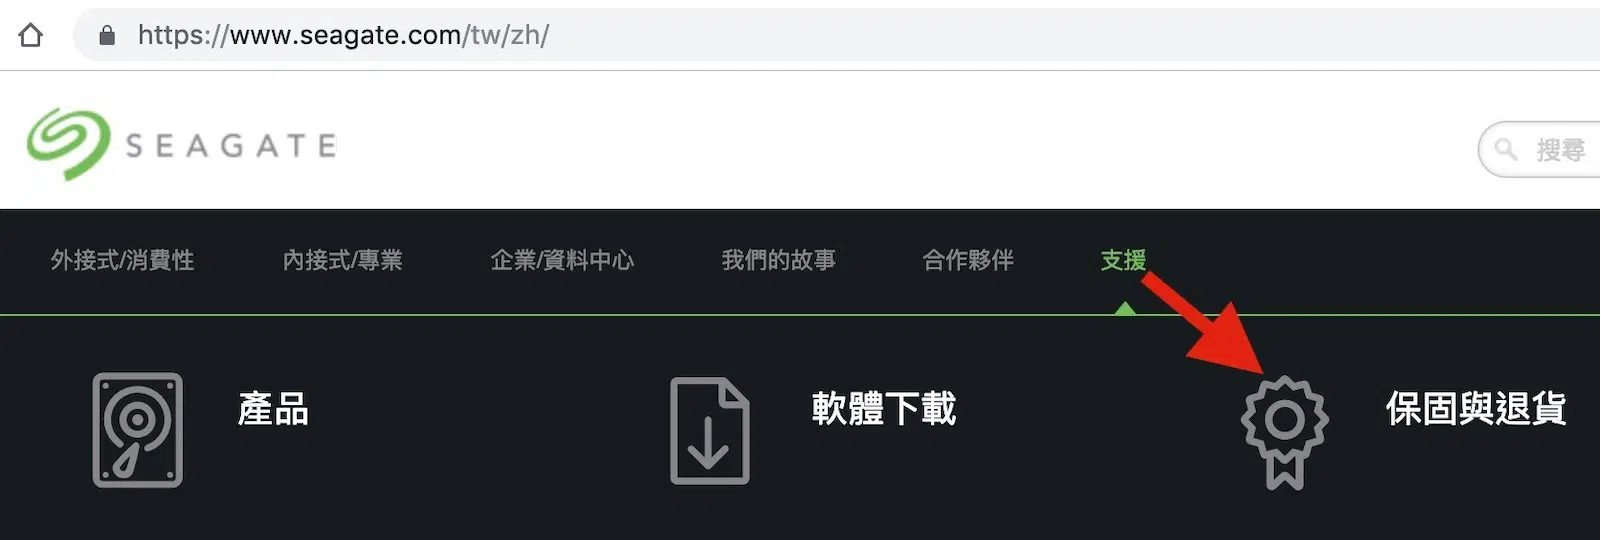 https://www.seagate.com/tw/zh/
SEAGATE
搜尋
外接式/消費性 內接式/專業 企業/資料中心 我們的故事 合作夥伴 支援
產品 軟體下載 保固與退貨